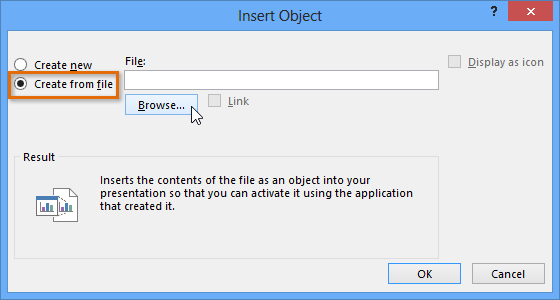 Insert Object
?
Create new
Create from file
File:
Browse...
Link
Display as icon
Result
Inserts the contents of the file as an object into your
presentation so that you can activate it using the application
that created it.
OK
Cancel